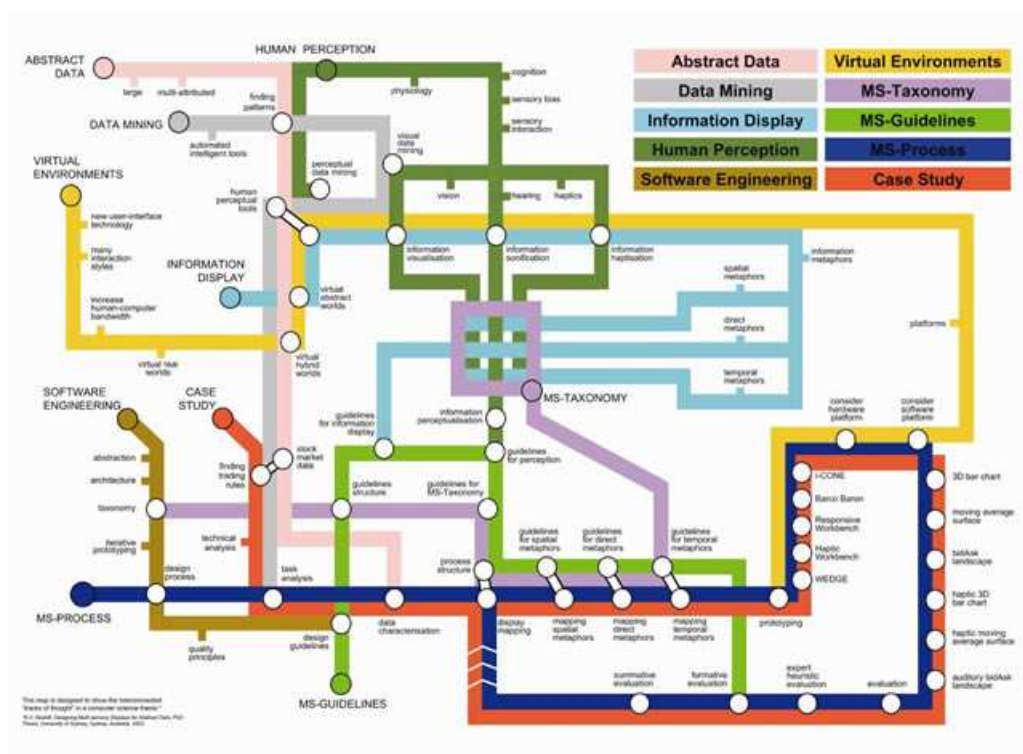 ABSTRACT
DATA
HUMAN PERCEPTION
Abstract Data
Virtual Environments
large
multi-attributed
finding
patterns
physiology
cognition
sensory bias
sensory
interaction
Data Mining
MS-Taxonomy
Information Display
MS-Guidelines
Human Perception
MS-Process
Software Engineering
Case Study
DATA MINING
automated
intelligent tools
visual
data
mining
perceptual
data mining
VIRTUAL
ENVIRONMENTS
human
perceptual
tools
vision
hearing
haptics
new user-interface
technology
many
interaction
styles
increase
human-computer
bandwidth
virtual real
worlds
INFORMATION
DISPLAY
virtual
abstract
worlds
virtual
hybrid
worlds
information
visualisation
information
sonification
information
haptisation
information
metaphors
spatial
metaphors
direct
metaphors
temporal
metaphors
platforms
MS-TAXONOMY
SOFTWARE
ENGINEERING
CASE
STUDY
guidelines
for information
display
information
perceptualisation
guidelines
for perception
consider
hardware
platform
consider
software
platform
abstraction
architecture
taxonomy
iterative
prototyping
design
process
finding
trading
rules
stock
market
data
technical
analysis
task
analysis
guidelines
structure
guidelines for
MS-Taxonomy
process
structure
guidelines
for spatial
metaphors
guidelines
for direct
metaphors
guidelines
for temporal
metaphors
i-CONE
Barco Baron
Responsive
Workbench
Haptic
Workbench
WEDGE
3D bar chart
moving average
surface
bidAsk
landscape
haptic 3D
bar chart
haptic moving
average surface
auditory bidAsk
landscape
MS-PROCESS
quality
principles
design
guidelines
data
characterisation
display
mapping
mapping
spatial
metaphors
mapping
direct
metaphors
mapping
temporal
metaphors
prototyping
MS-GUIDELINES
summative
evaluation
formative
evaluation
expert
heuristic
evaluation
evaluation
This map is designed to show the interconnected
"tracks of thought" in a computer science thesis."